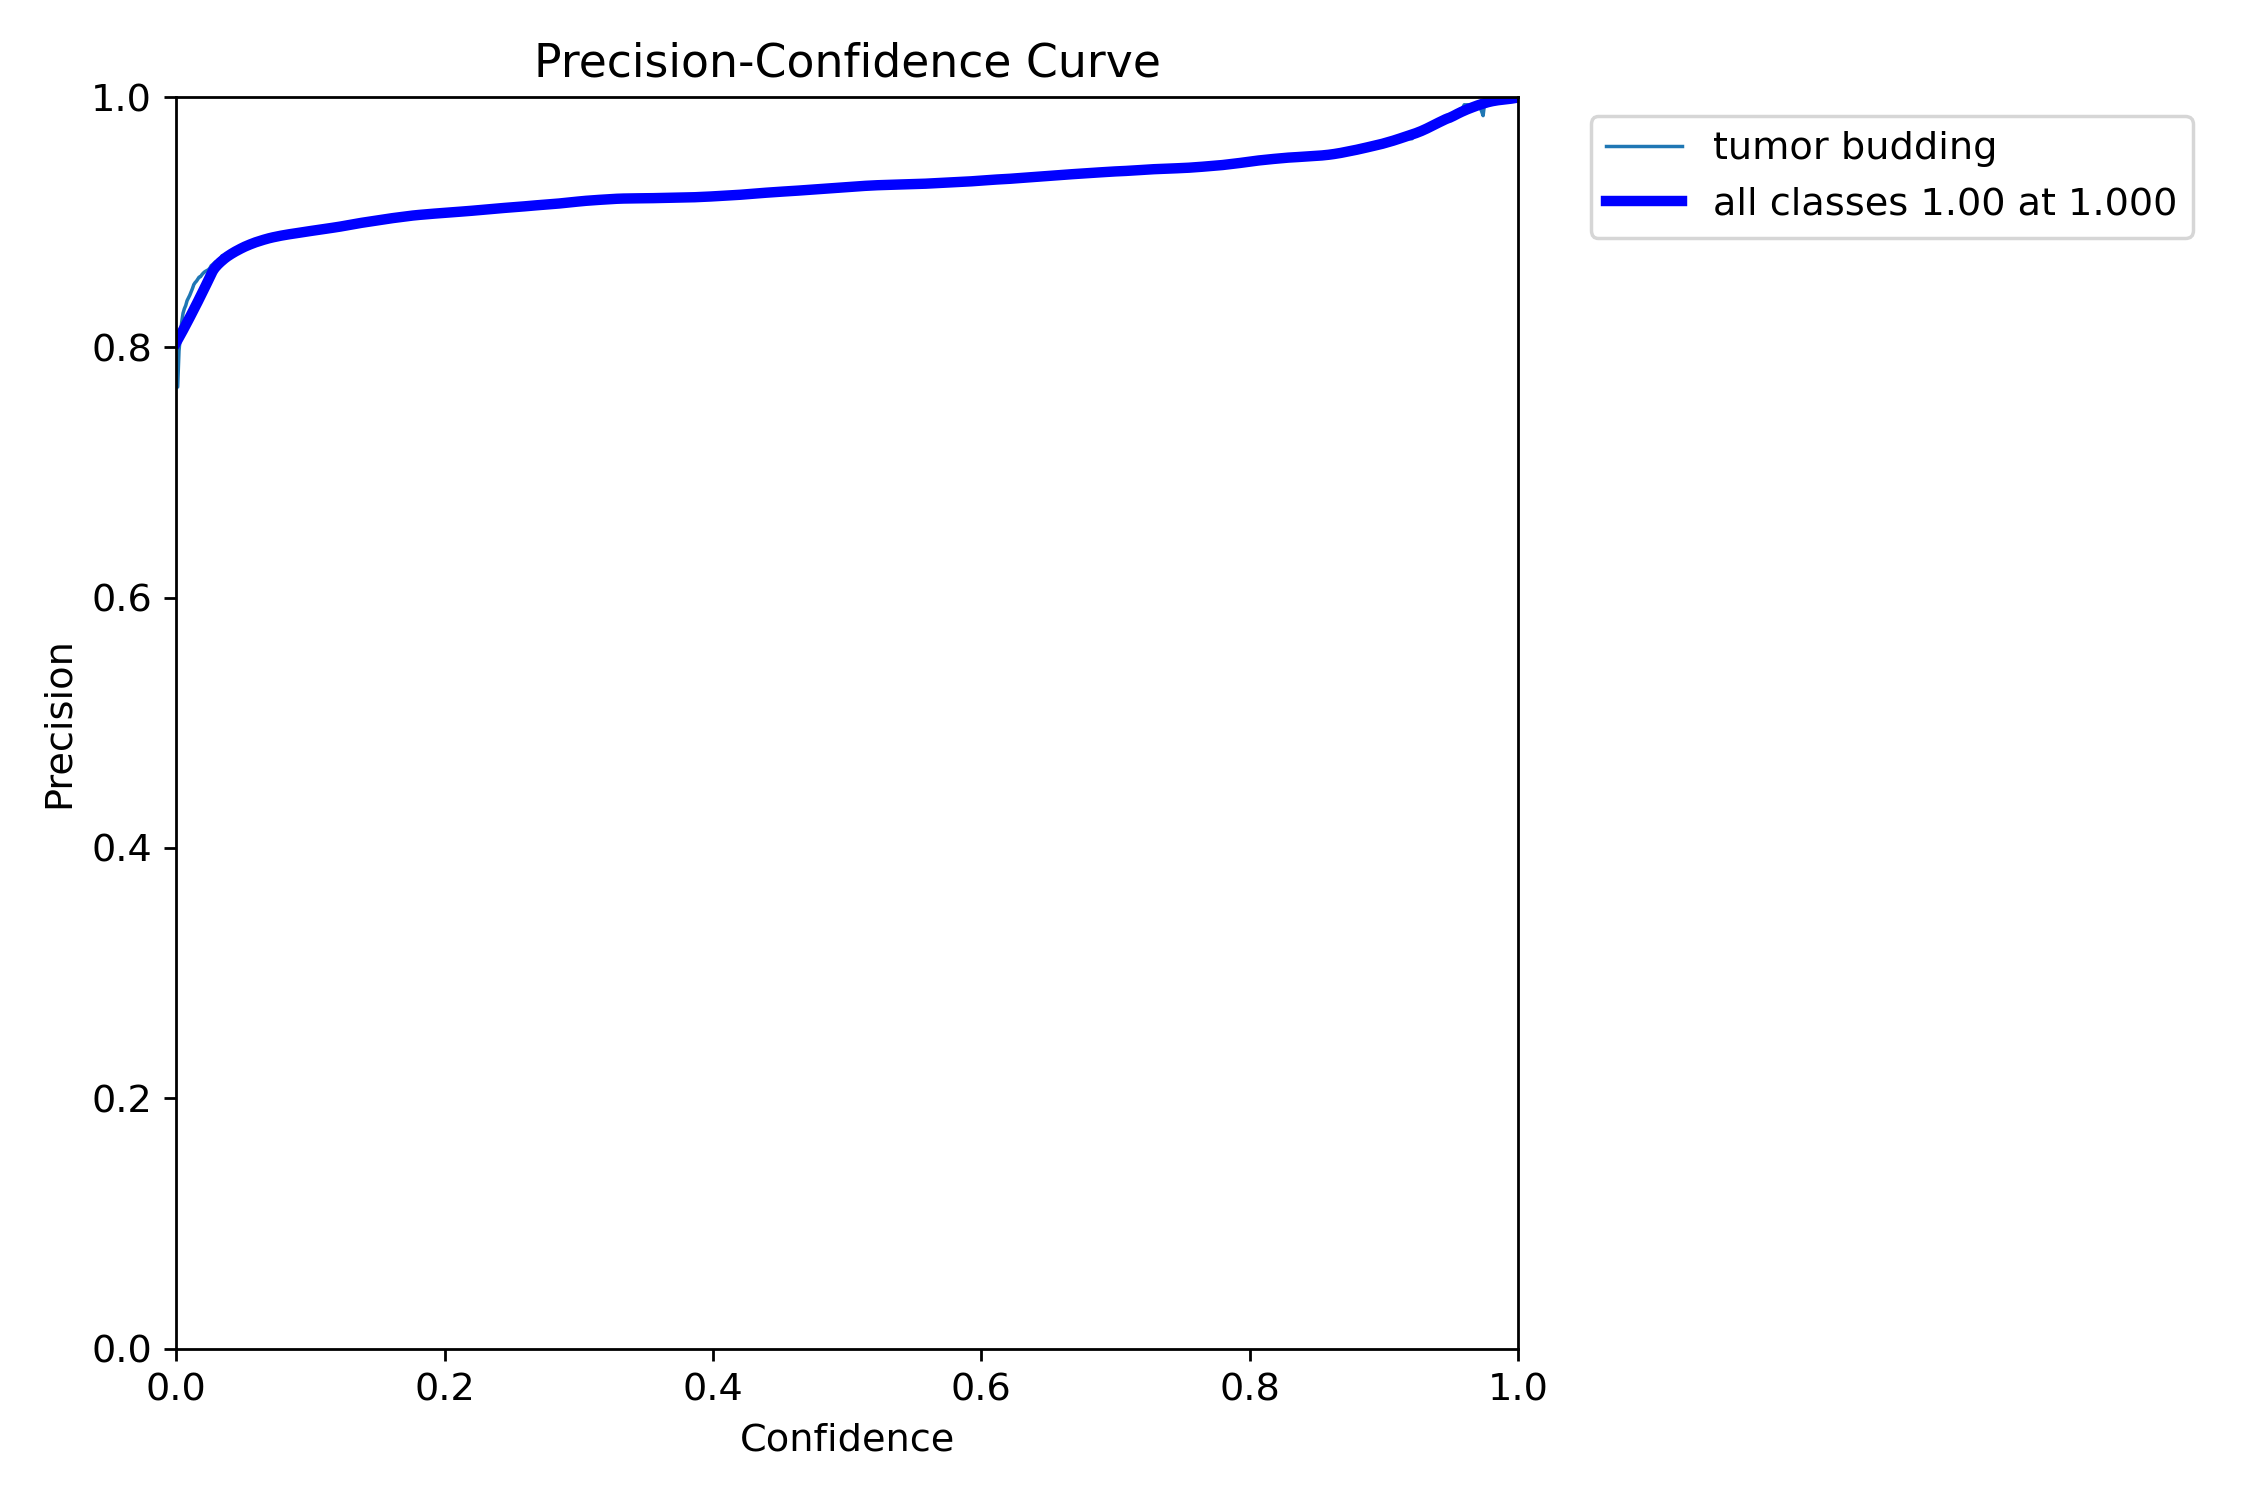 Precision-Confidence Curve
1.0
0.8
0.6
0.4
0.2
0.0
Precision
0.0 0.2 0.4 0.6 0.8 1.0
Confidence
tumor budding
all classes 1.00 at 1.000